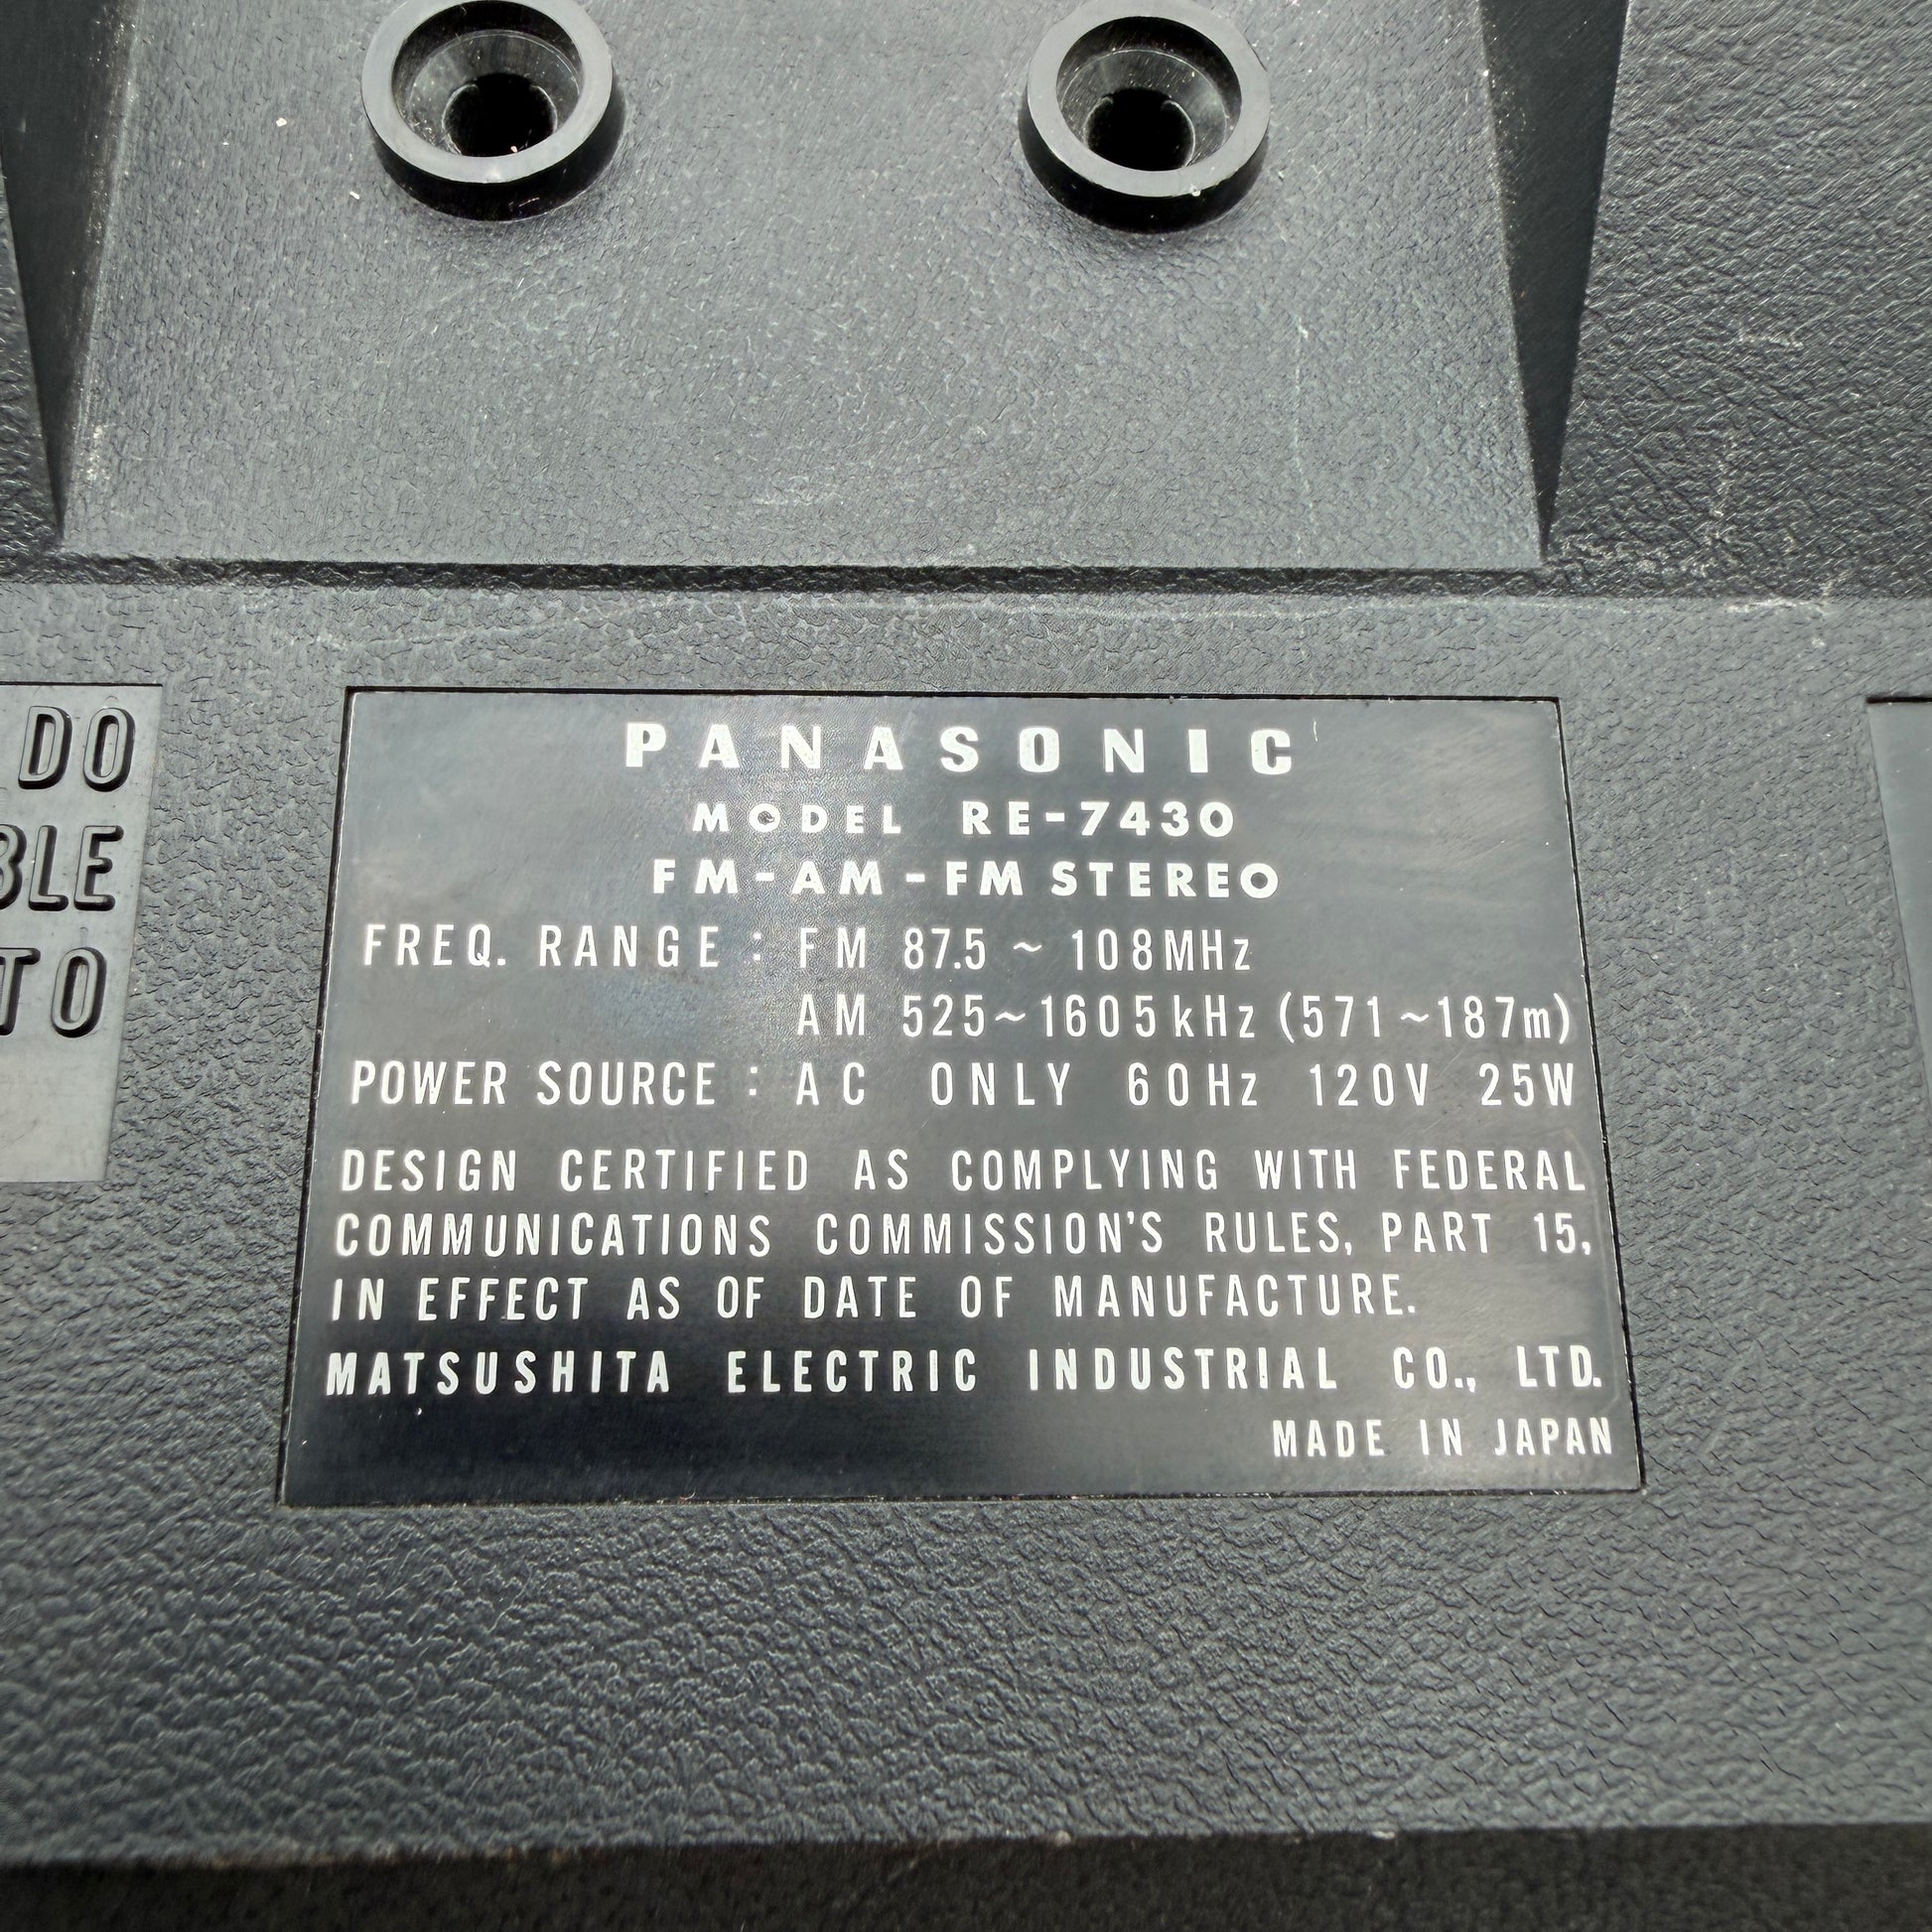 DO
TO
PANASONIC
MODEL RE-7430
FM-AM-FM STEREO
FREQ. RANGE : FM 87.5 ~ 108MHz
AM 525~1605kHz (571~187m)
POWER SOURCE : AC ONLY 60Hz 120V 25W
DESIGN CERTIFIED AS COMPLYING WITH FEDERAL
COMMUNICATIONS COMMISSION'S RULES, PART 15,
IN EFFECT AS OF DATE OF MANUFACTURE.
MATSUSHITA ELECTRIC INDUSTRIAL CO., LTD.
MADE IN JAPAN